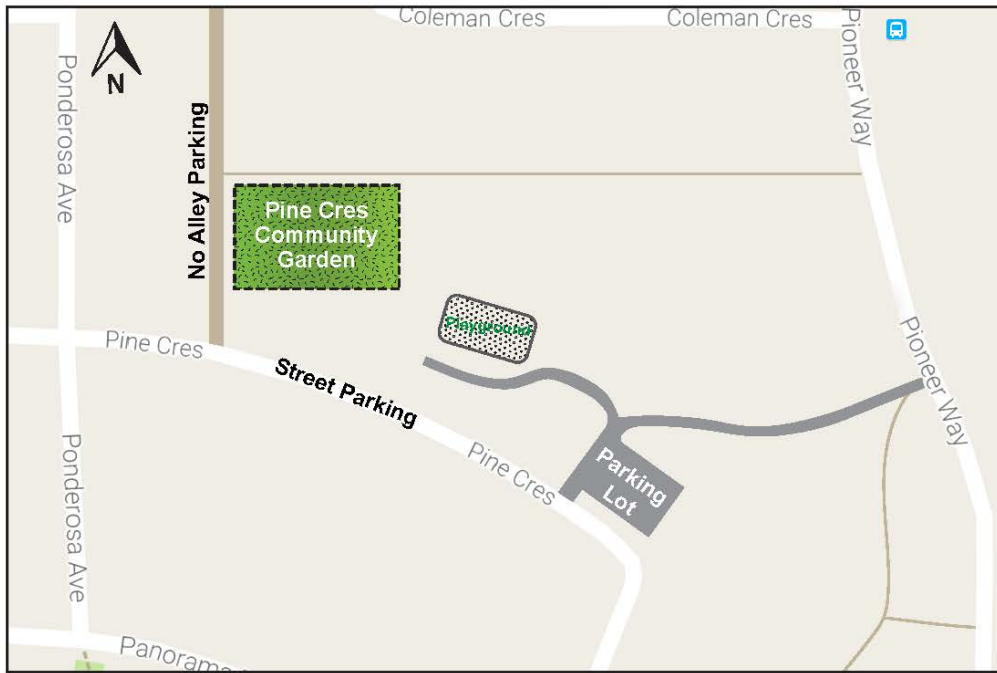 Coleman Cres
Coleman Cres
Pioneer Way
N
Ponderosa Ave
No Alley Parking
Pine Cres
Community
Garden
Playground
Pine Cres
Street Parking
Pioneer Way
Ponderosa Ave
Pine Cres
Parking
Lot
Panorama